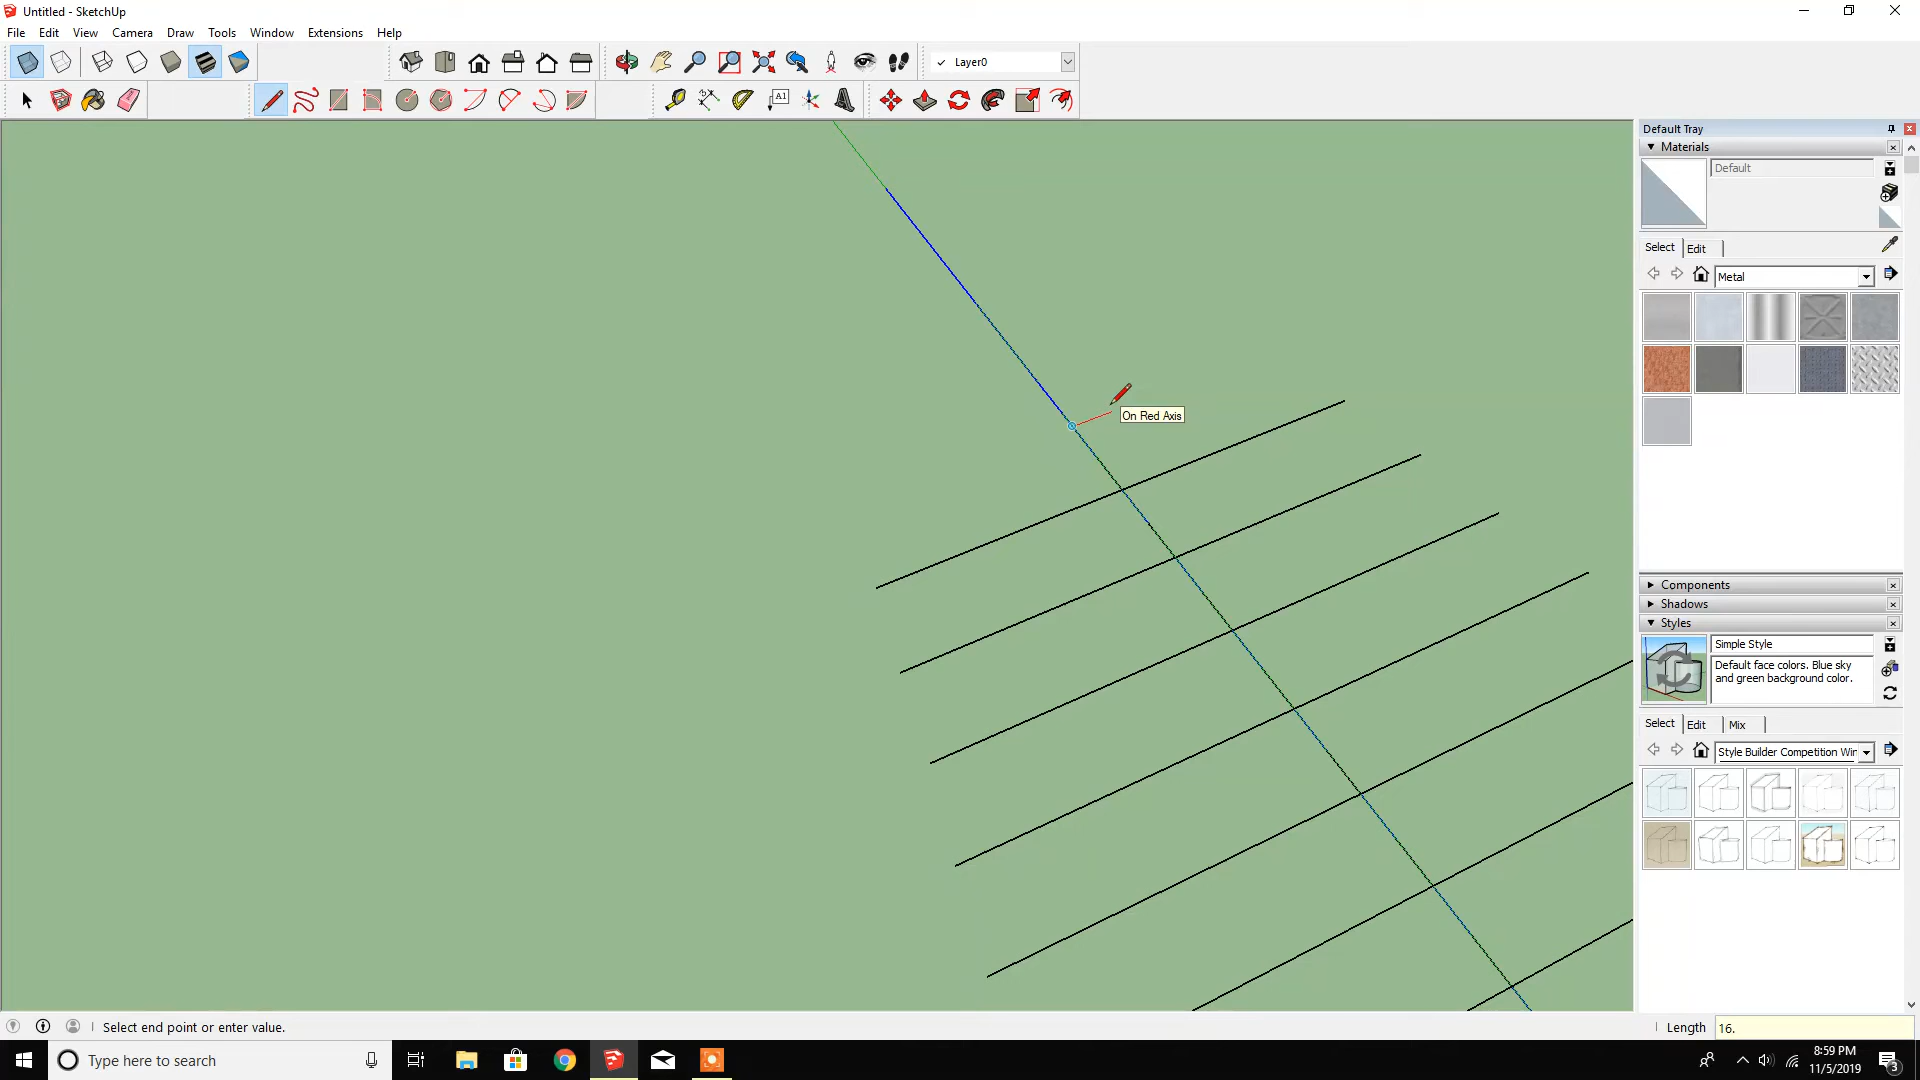 Untitled - SketchUp
File Edit View Camera Draw Tools Window Extensions Help
Layer0
A1
Default Tray
Materials
Default
Select Edit
Metal
On Red Axis
Components
Shadows
Styles
Simple Style
Default face colors. Blue sky
and green background color.
Select Edit Mix
Style Builder Competition Wir
Select end point or enter value.
Length 16.
Type here to search
8:59 PM
11/5/2019
3